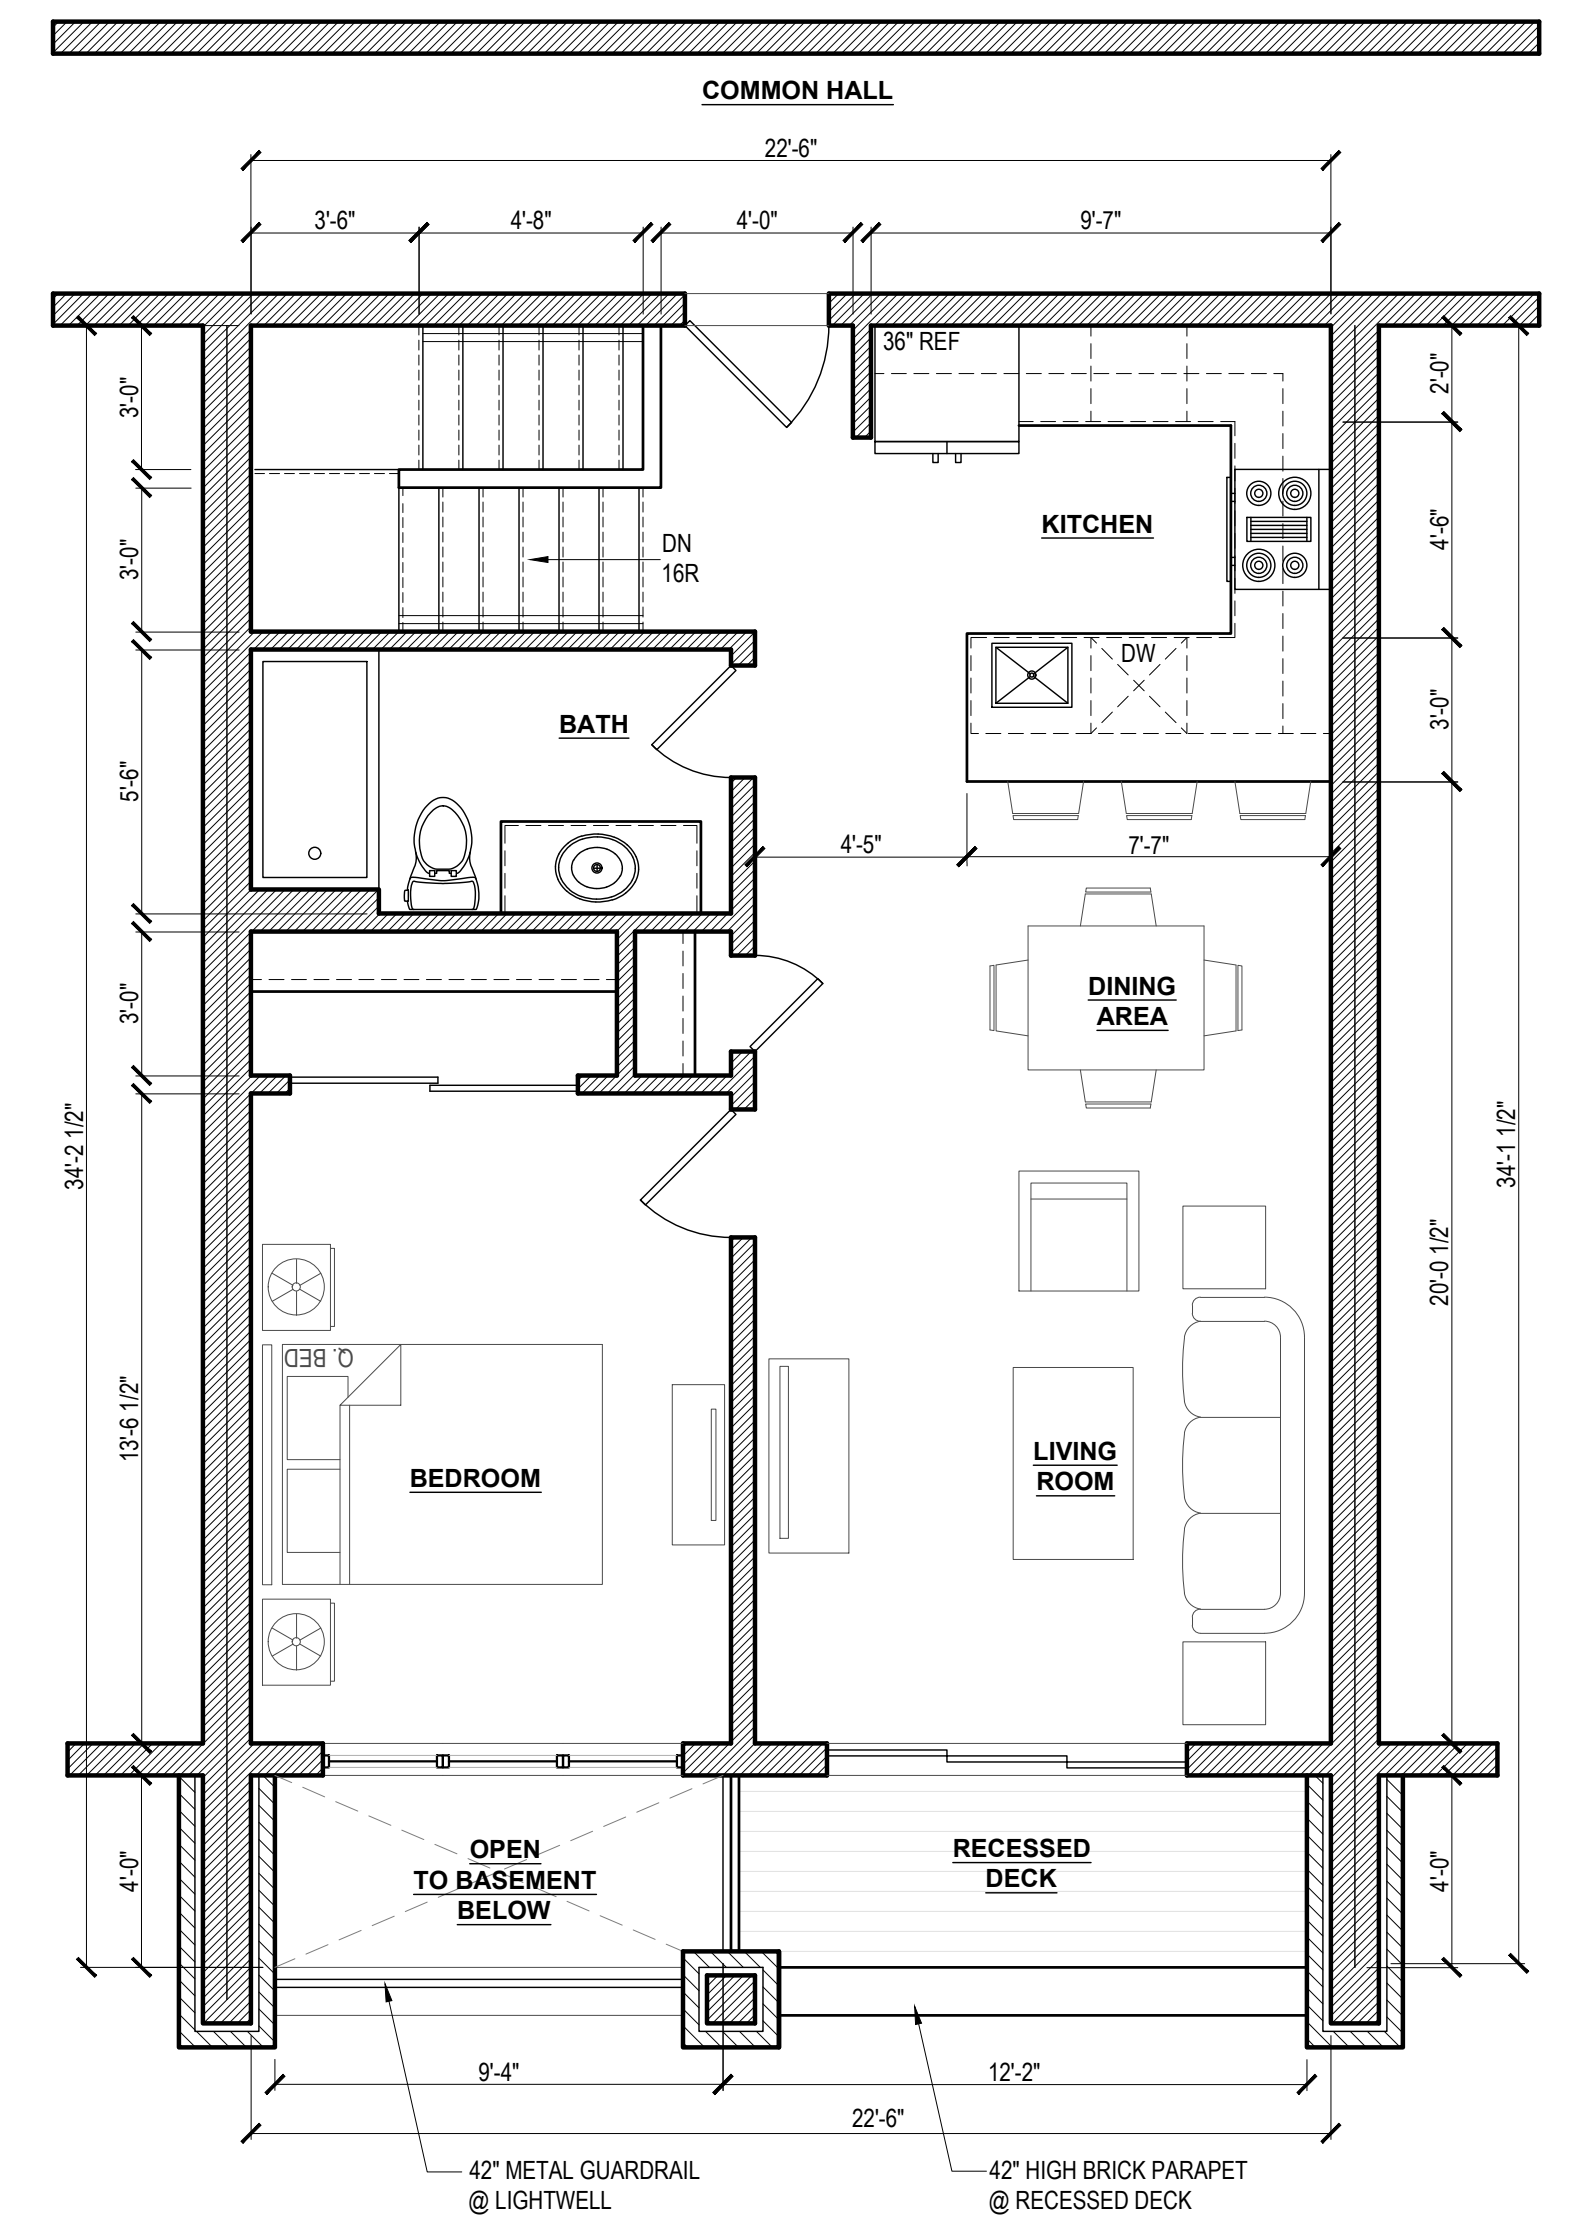 COMMON HALL
22'-6"
3'-6"
4'-8"
4'-0"
9'-7"
36" REF
3'-0"
2'-0"
KITCHEN
4'-6"
DN
16R
3'-0"
DW
3'-0"
BATH
5'-6"
4'-5"
7'-7"
DINING
AREA
3'-0"
34'-2 1/2"
34'-1 1/2"
20'-0 1/2"
Q. BED
13'-6 1/2"
BEDROOM
LIVING
ROOM
OPEN
TO BASEMENT
BELOW
RECESSED
DECK
4'-0"
4'-0"
9'-4"
12'-2"
22'-6"
42" METAL GUARDRAIL
@ LIGHTWELL
42" HIGH BRICK PARAPET
@ RECESSED DECK